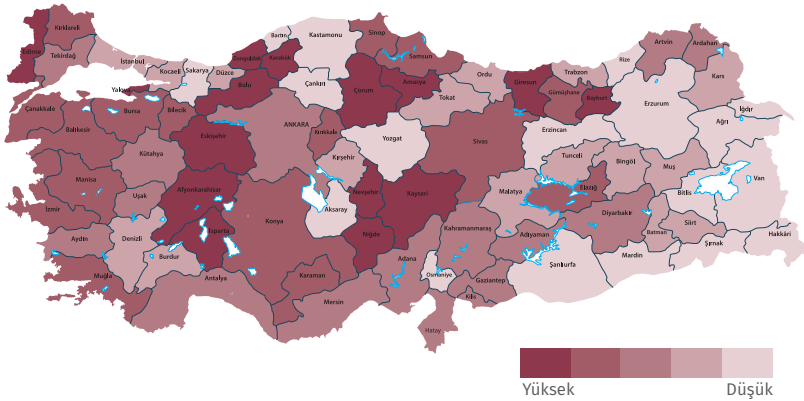 Kırklareli
Edirne
Tekirdağ
İstanbul
Kocaeli
Yalova
Sakarya
Düzce
Zonguldak
Bartın
Karabük
Kastamonu
Sinop
Samsun
Bolu
Çankırı
Çorum
Amasya
Tokat
Ordu
Giresun
Gümüşhane
Trabzon
Bayburt
Rize
Artvin
Ardahan
Kars
Iğdır
Ağrı
Erzurum
Erzincan
Çanakkale
Balıkesir
Bursa
Bilecik
Eskişehir
Kütahya
ANKARA
Kırıkkale
Kırşehir
Yozgat
Sivas
Tunceli
Bingöl
Muş
Bitlis
Van
Manisa
Uşak
Afyonkarahisar
İzmir
Aydın
Denizli
Burdur
Isparta
Muğla
Antalya
Konya
Aksaray
Nevşehir
Kayseri
Niğde
Karaman
Mersin
Adana
Kahramanmaraş
Osmaniye
Gaziantep
Kilis
Hatay
Malatya
Elazığ
Adıyaman
Diyarbakır
Batman
Siirt
Şanlıurfa
Mardin
Şırnak
Hakkâri
Yüksek
Düşük